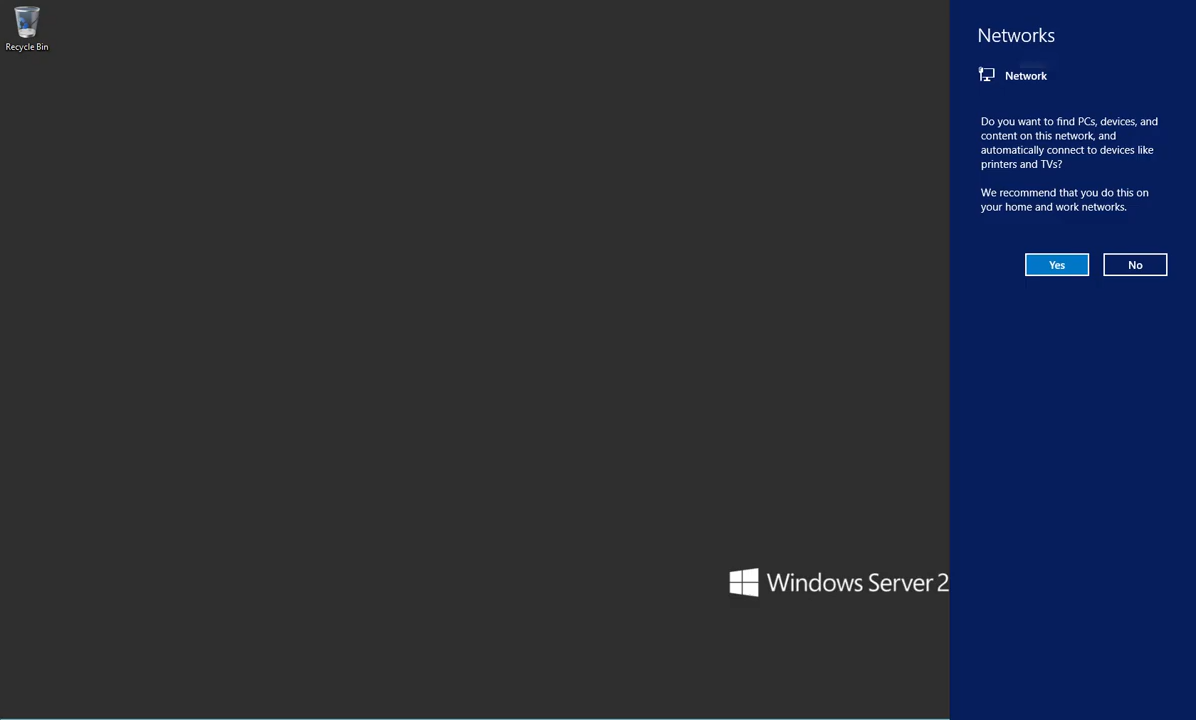 Recycle Bin
Networks
Network
Do you want to find PCs, devices, and
content on this network, and
automatically connect to devices like
printers and TVs?
We recommend that you do this on
your home and work networks.
Yes
No
Windows Server 2